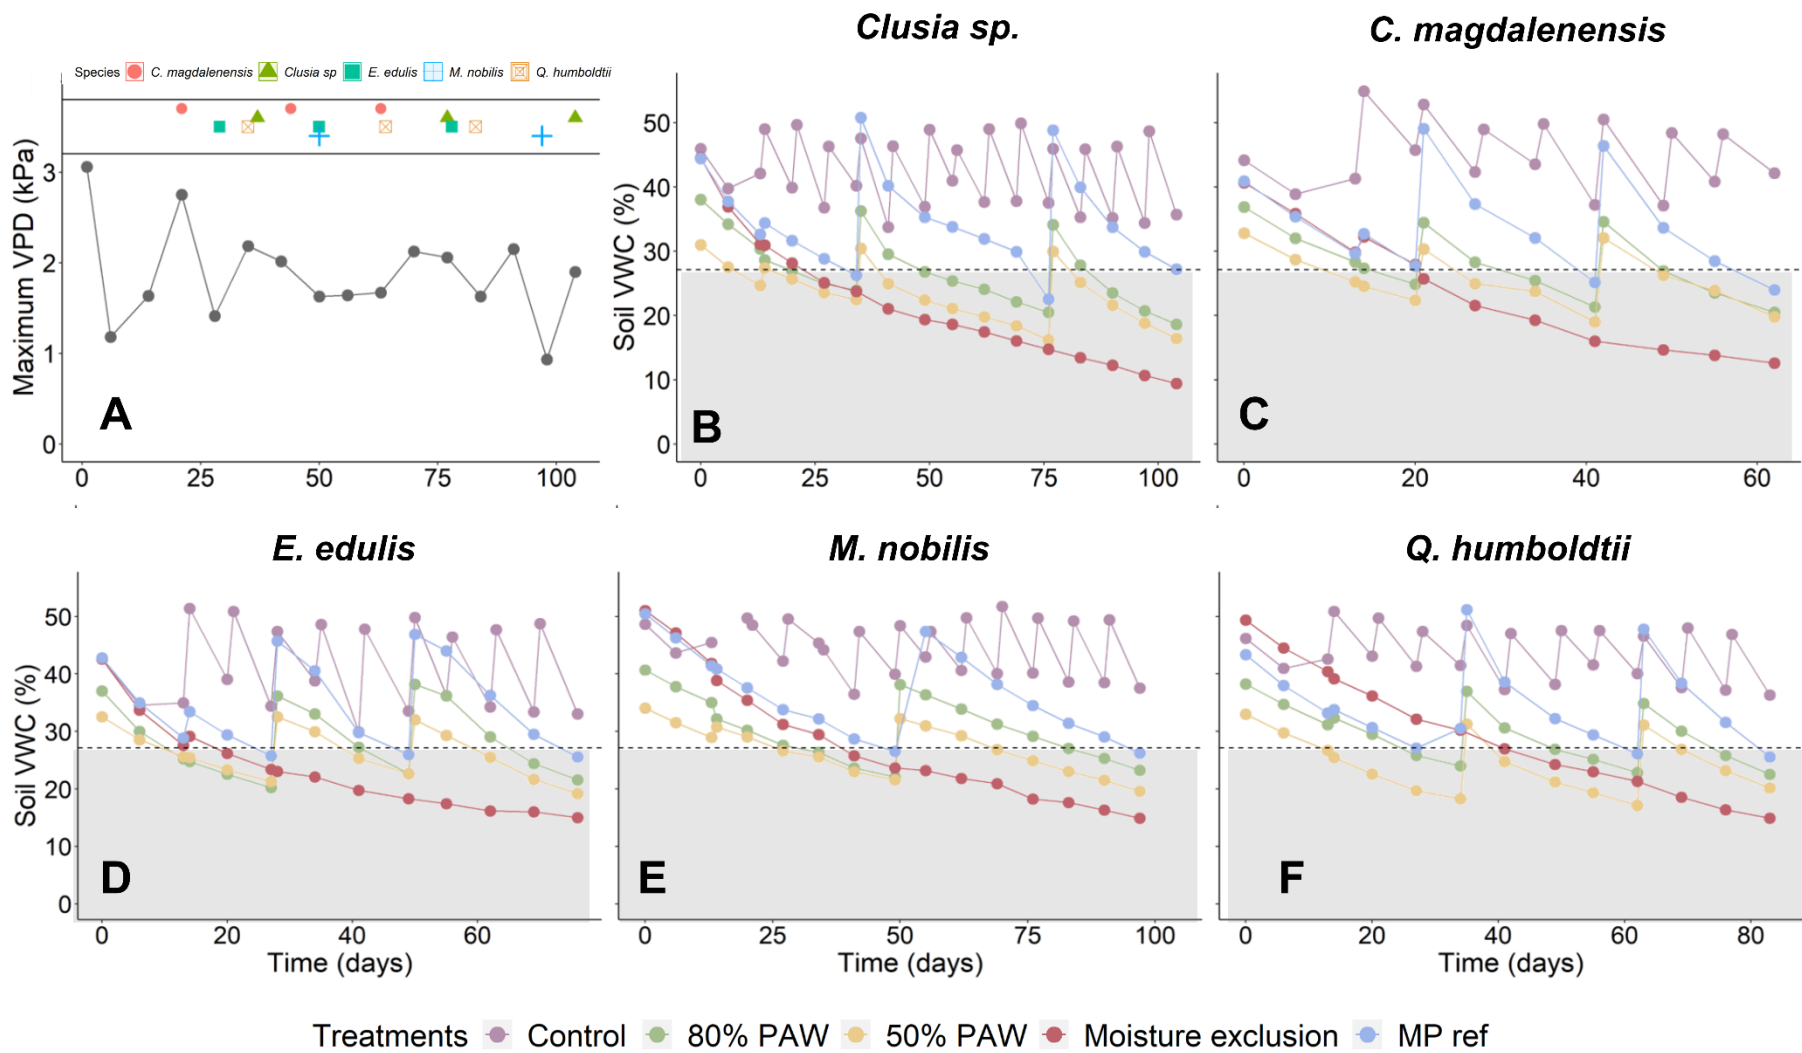 Clusia sp.
C. magdalenensis
Species C. magdalenensis Clusia sp E. edulis M. nobilis Q. humboldtii
Maximum VPD (kPa)
3
2
1
0
A
0 25 50 75 100
Soil VWC (%)
50
40
30
20
10
0
B
0 25 50 75 100
C
0 20 40 60
E. edulis
M. nobilis
Q. humboldtii
Soil VWC (%)
50
40
30
20
10
0
D
0 20 40 60
Time (days)
E
0 25 50 75 100
Time (days)
F
0 20 40 60 80
Time (days)
Treatments Control 80% PAW 50% PAW Moisture exclusion MP ref